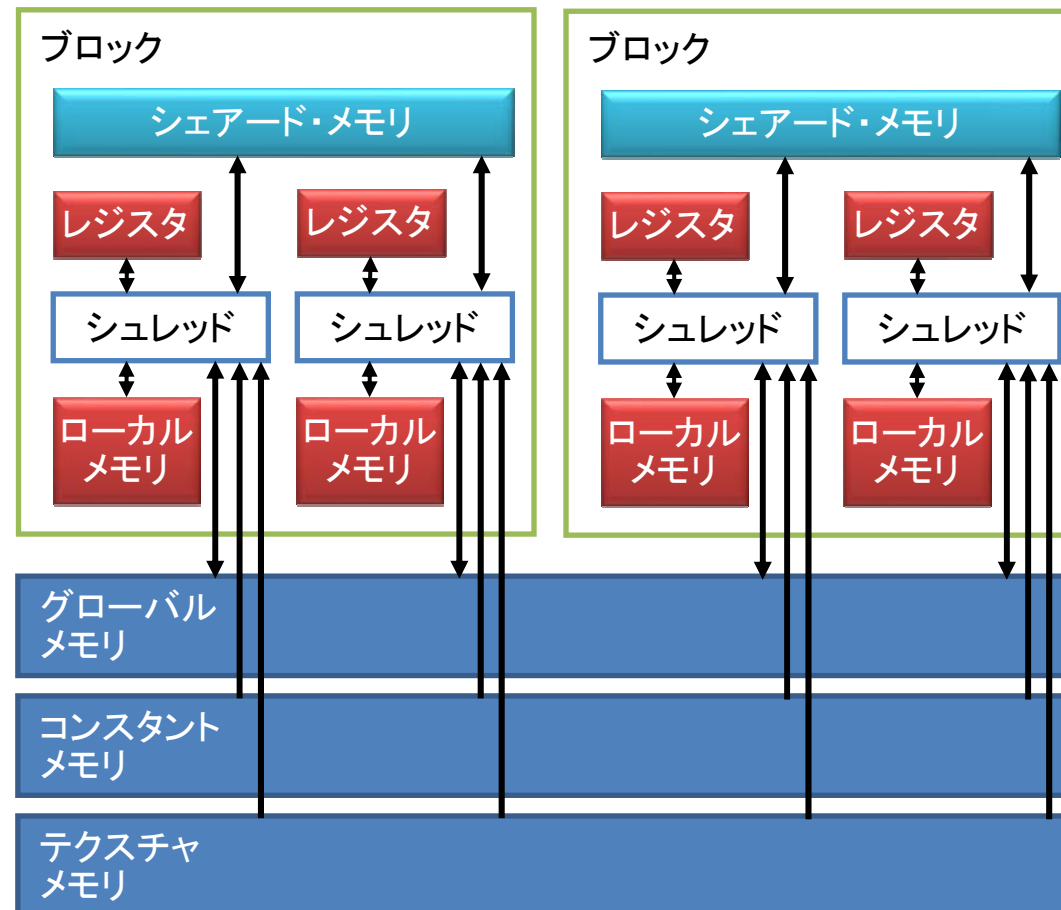 ブロック
シェアード・メモリ
レジスタ
レジスタ
シュレッド
シュレッド
ローカル
メモリ
ローカル
メモリ
ブロック
シェアード・メモリ
レジスタ
レジスタ
シュレッド
シュレッド
ローカル
メモリ
ローカル
メモリ
グローバル
メモリ
コンスタント
メモリ
テクスチャ
メモリ